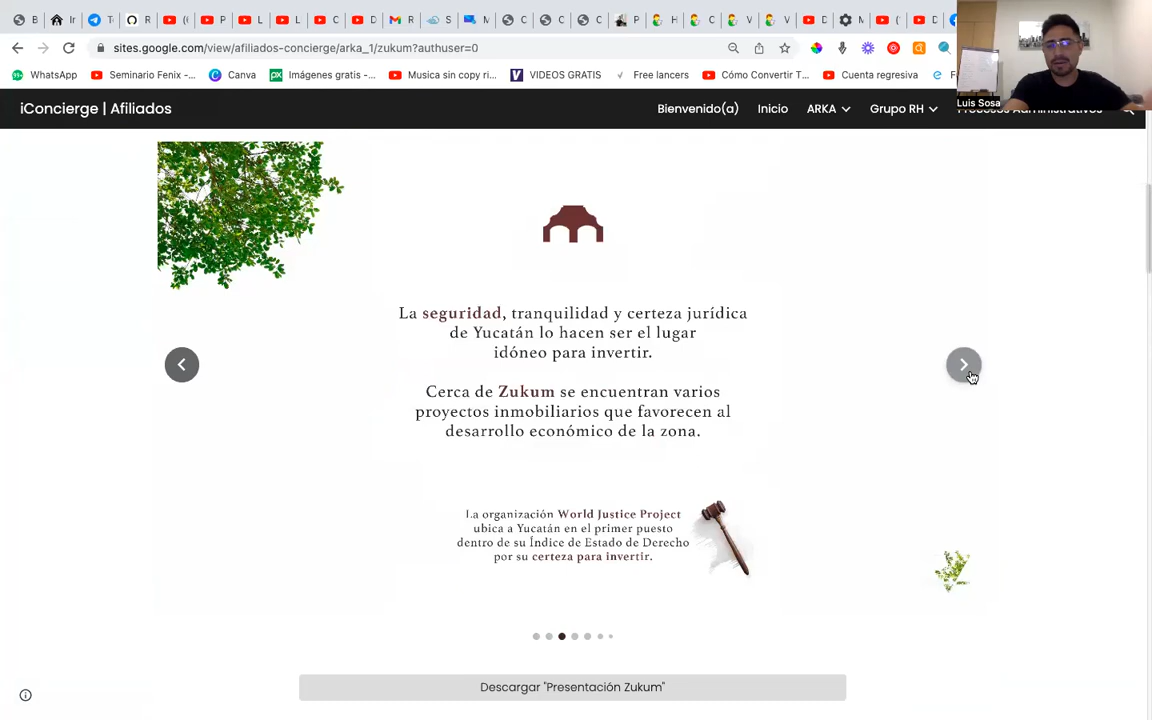 B
In
T
R
(
P
L
L
C
D
R
S
C
C
C
P
H
C
R
V
V
D
M
(
D
sites.google.com/view/afiliados-concierge/arka_1/zukum?authuser=0
WhatsApp
Seminario Fenix -...
Canva
Imágenes gratis -...
Musica sin copy ri...
VIDEOS GRATIS
Free lancers
Cómo Convertir T...
Cuenta regresiva
Luis Sosa
iConcierge | Afiliados
Bienvenido(a)
Inicio
ARKA
Grupo RH
Procesos Administrativos
La seguridad, tranquilidad y certeza jurídica
de Yucatán lo hacen ser el lugar
idóneo para invertir.
Cerca de Zukum se encuentran varios
proyectos inmobiliarios que favorecen al
desarrollo económico de la zona.
La organización World Justice Project
ubica a Yucatán en el primer puesto
dentro de su Índice de Estado de Derecho
por su certeza para invertir.
Descargar "Presentación Zukum"